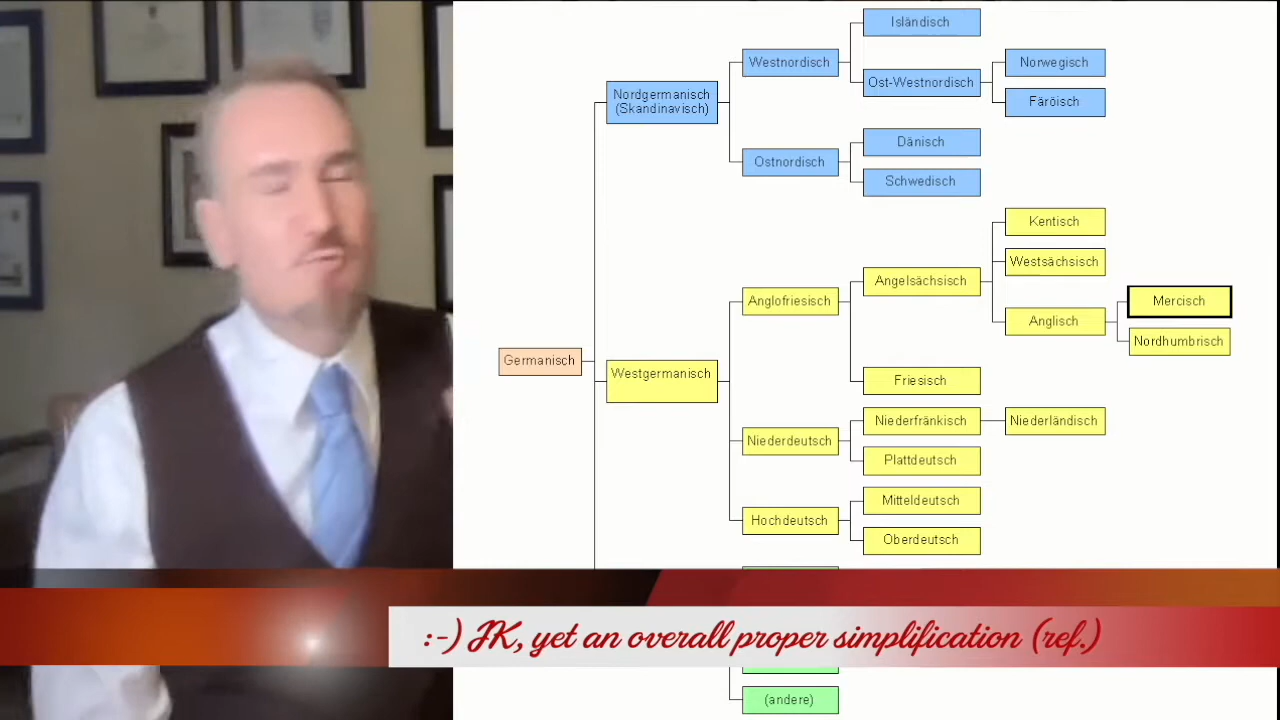 Isländisch
Westnordisch
Norwegisch
Ost-Westnordisch
Nordgermanisch
(Skandinavisch)
Färöisch
Dänisch
Ostnordisch
Schwedisch
Kentisch
Westsächsisch
Angelsächsisch
Anglofriesisch
Mercisch
Anglisch
Nordhumbrisch
Germanisch
Westgermanisch
Friesisch
Niederfränkisch
Niederländisch
Niederdeutsch
Plattdeutsch
Mitteldeutsch
Hochdeutsch
Oberdeutsch
:-) JK, yet an overall proper simplification (ref.)
(andere)